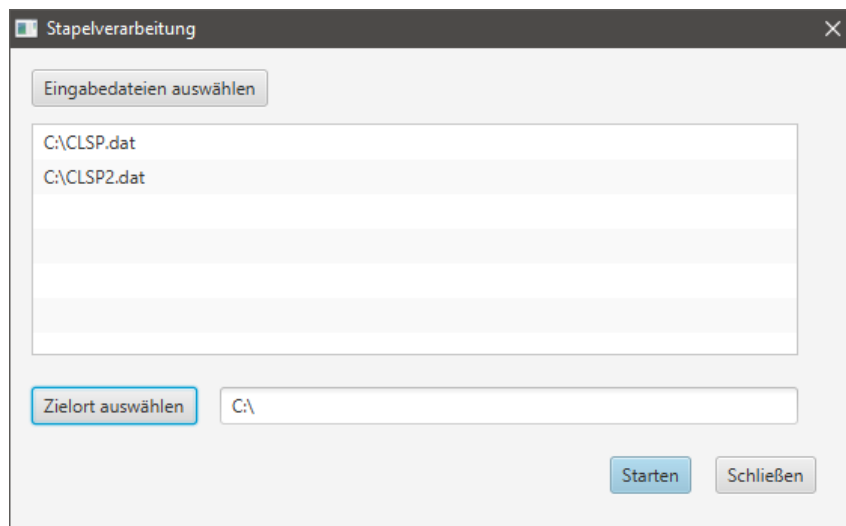 Stapelverarbeitung
Eingabedateien auswählen
C:\CLSP.dat
C:\CLSP2.dat
Zielort auswählen C:\
Starten Schließen